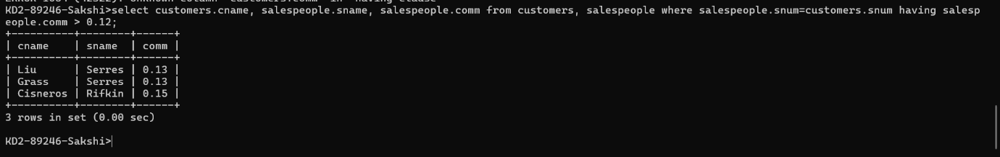 KD2-89246-Sakshi>select customers.cname, salespeople.sname, salespeople.comm from customers, salespeople where salespeople.snum=customers.snum having salesp
eople.comm > 0.12;
+----------+--------+------+
| cname    | sname  | comm |
+----------+--------+------+
| Liu      | Serres | 0.13 |
| Grass    | Serres | 0.13 |
| Cisneros | Rifkin | 0.15 |
+----------+--------+------+
3 rows in set (0.00 sec)
KD2-89246-Sakshi>